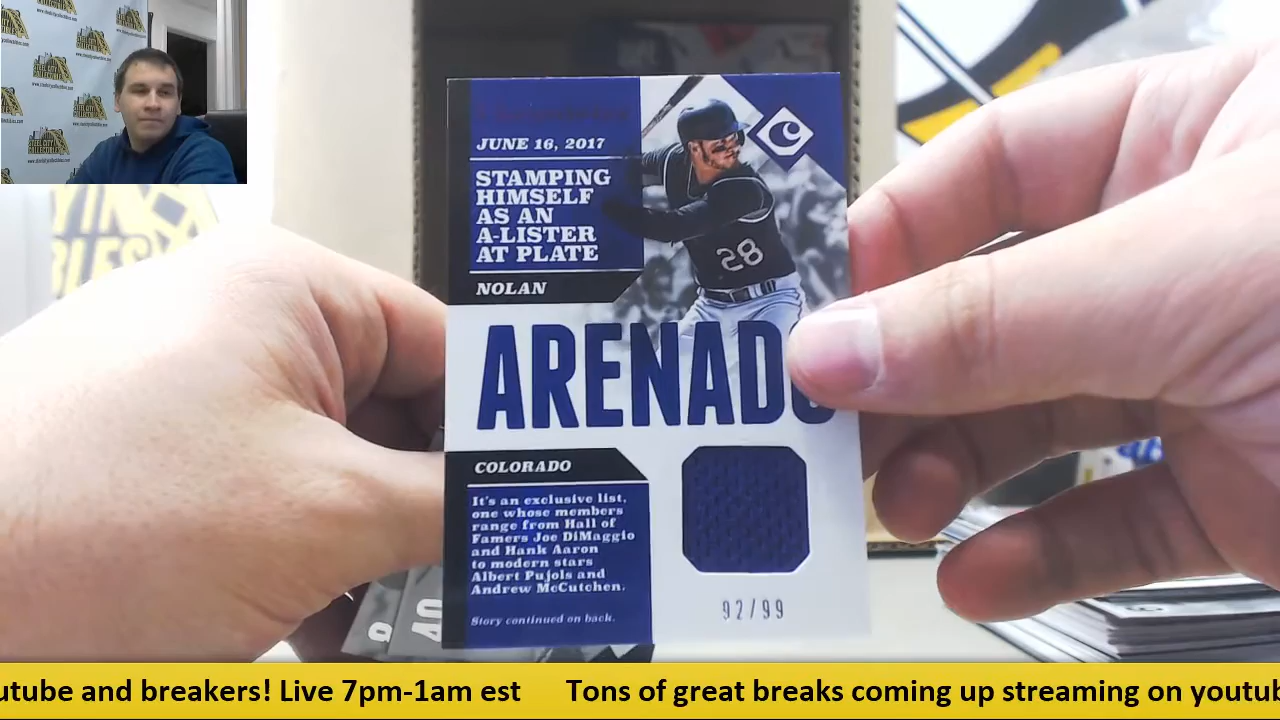 JUNE 16, 2017
STAMPING
HIMSELF
AS AN
A-LISTER
AT PLATE
NOLAN
28
ARENADO
COLORADO
It's an exclusive list,
one whose members
range from Hall of
Famers Joe DiMaggio
and Hank Aaron
to modern stars
Albert Pujols and
Andrew McCutchen.
Story continued on back.
92/99
utube and breakers! Live 7pm-1am est
Tons of great breaks coming up streaming on youtub